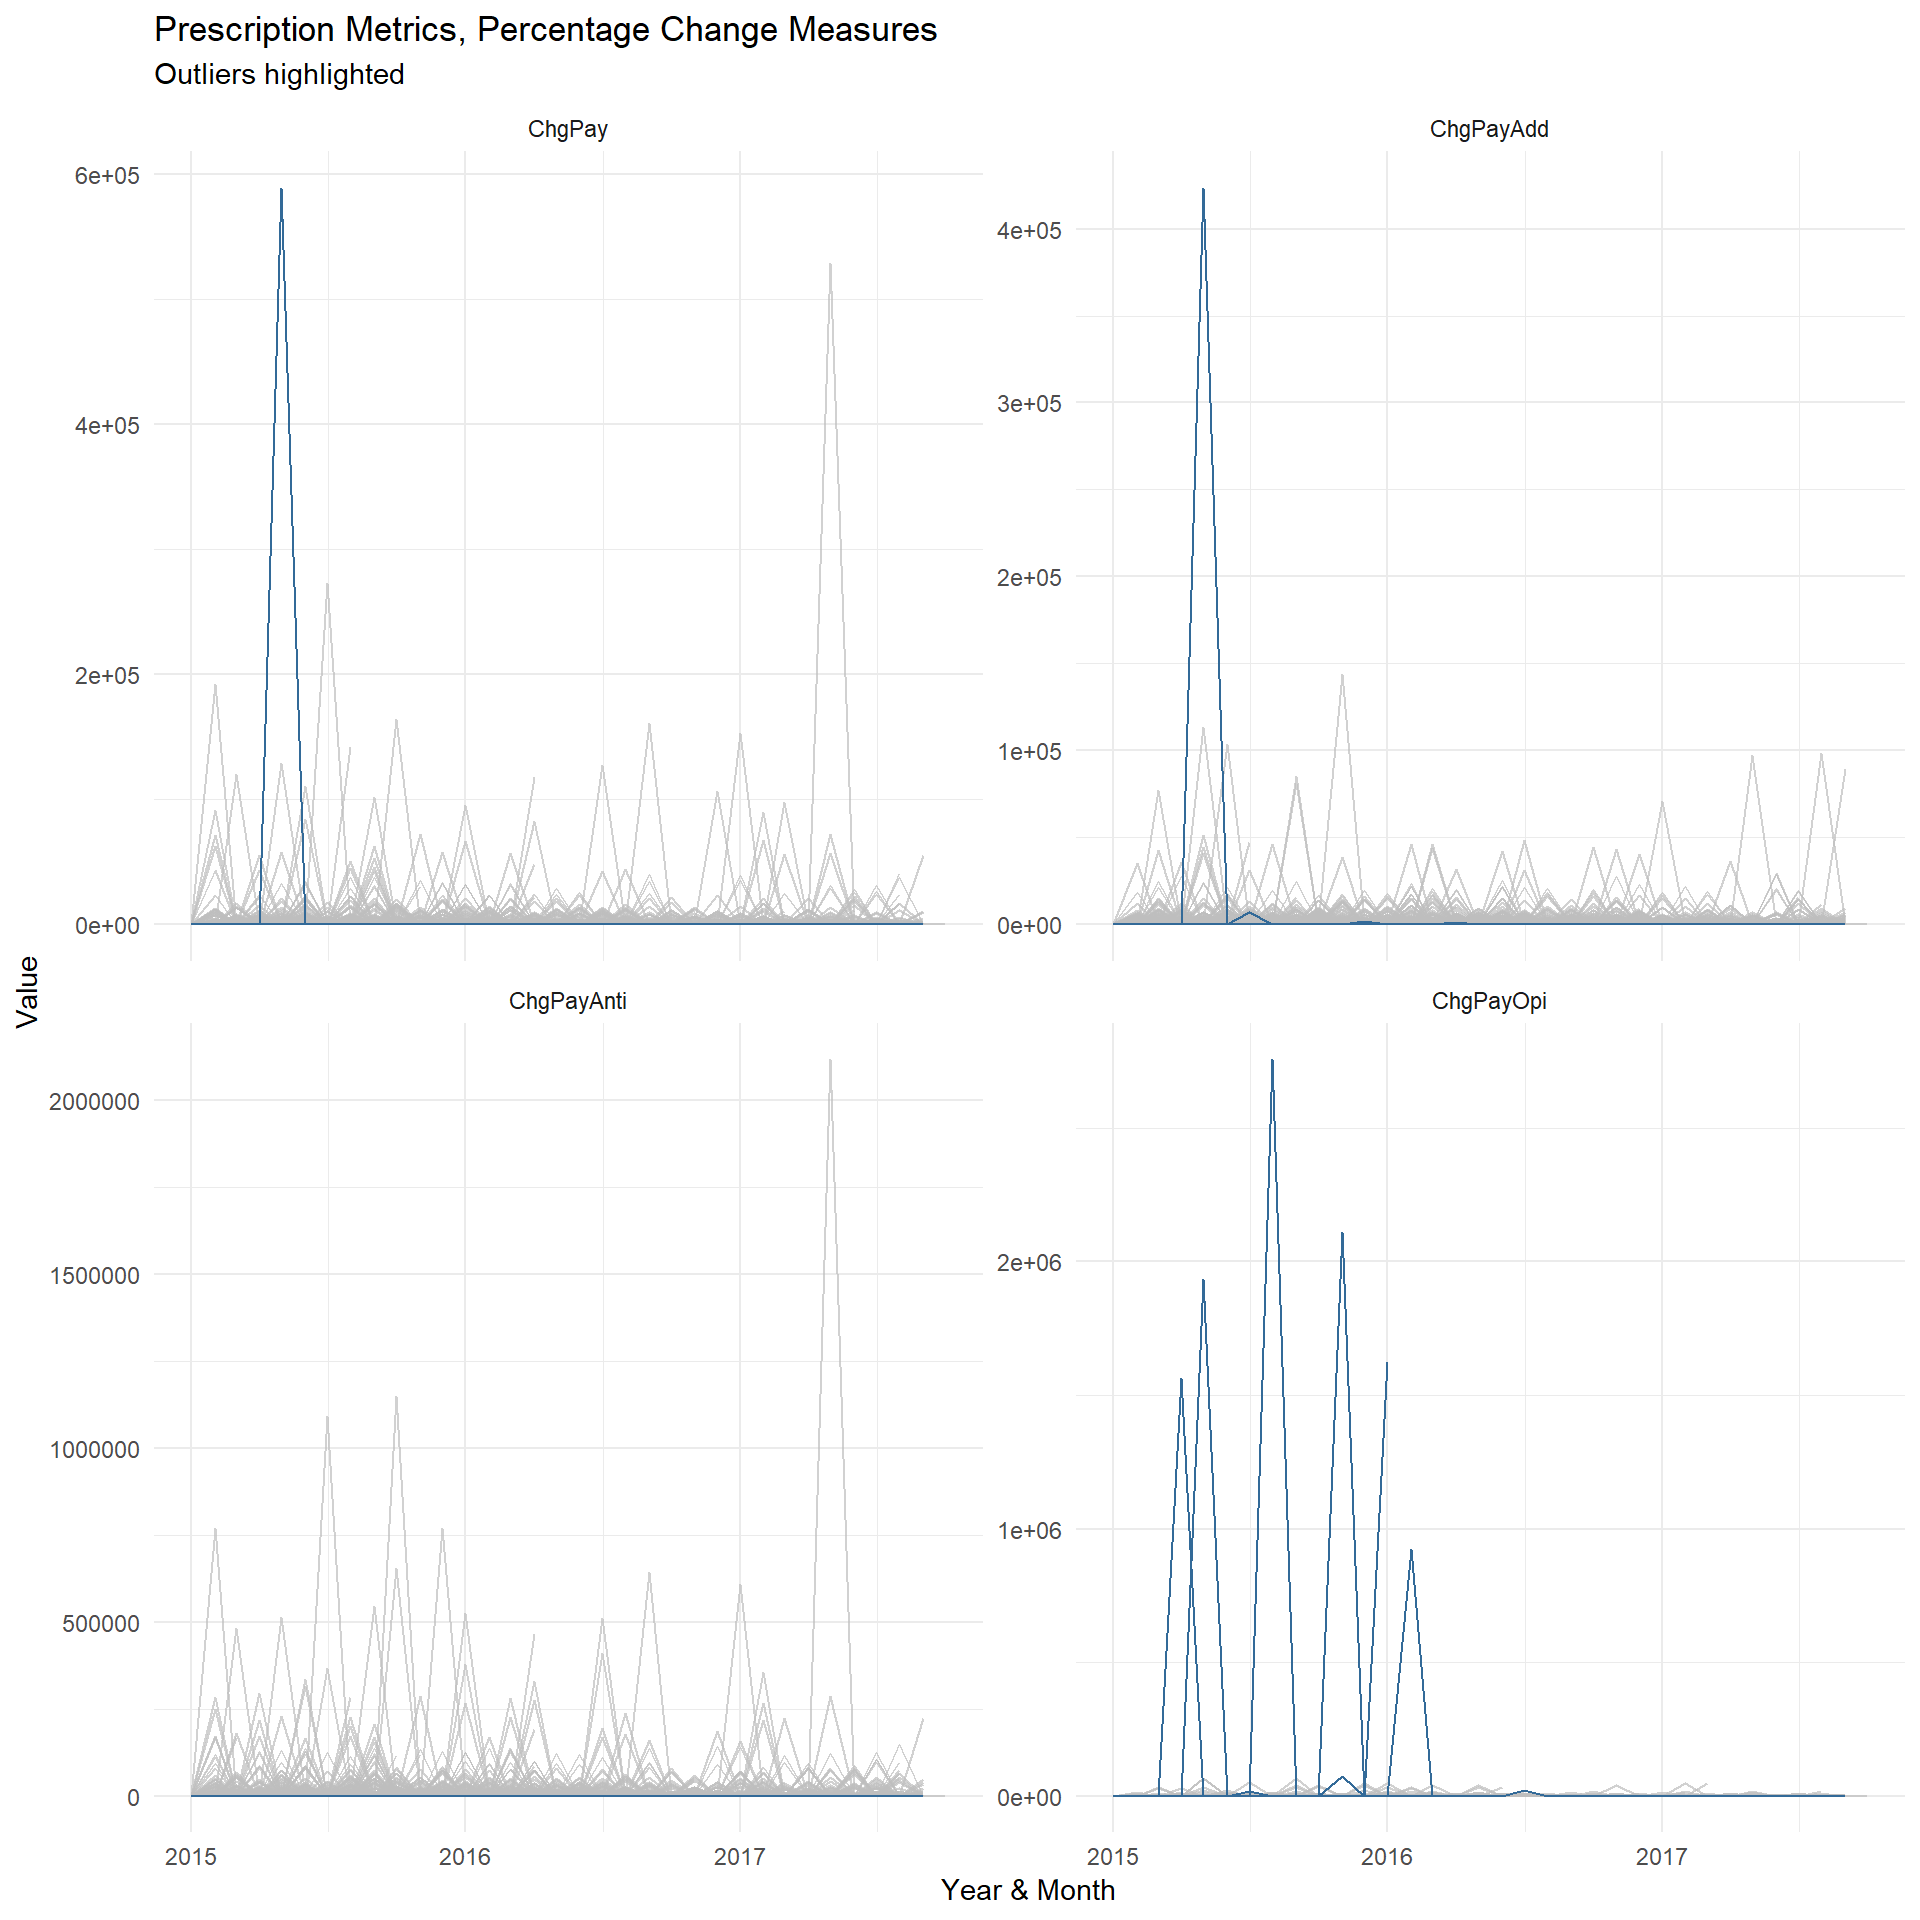 Prescription Metrics, Percentage Change Measures
Outliers highlighted
ChgPay
ChgPayAdd
6e+05
4e+05
2e+05
0e+00
4e+05
3e+05
2e+05
1e+05
0e+00
Value
ChgPayAnti
ChgPayOpi
2000000
1500000
1000000
500000
0
2e+06
1e+06
0e+00
2015 2016 2017
2015 2016 2017
Year & Month